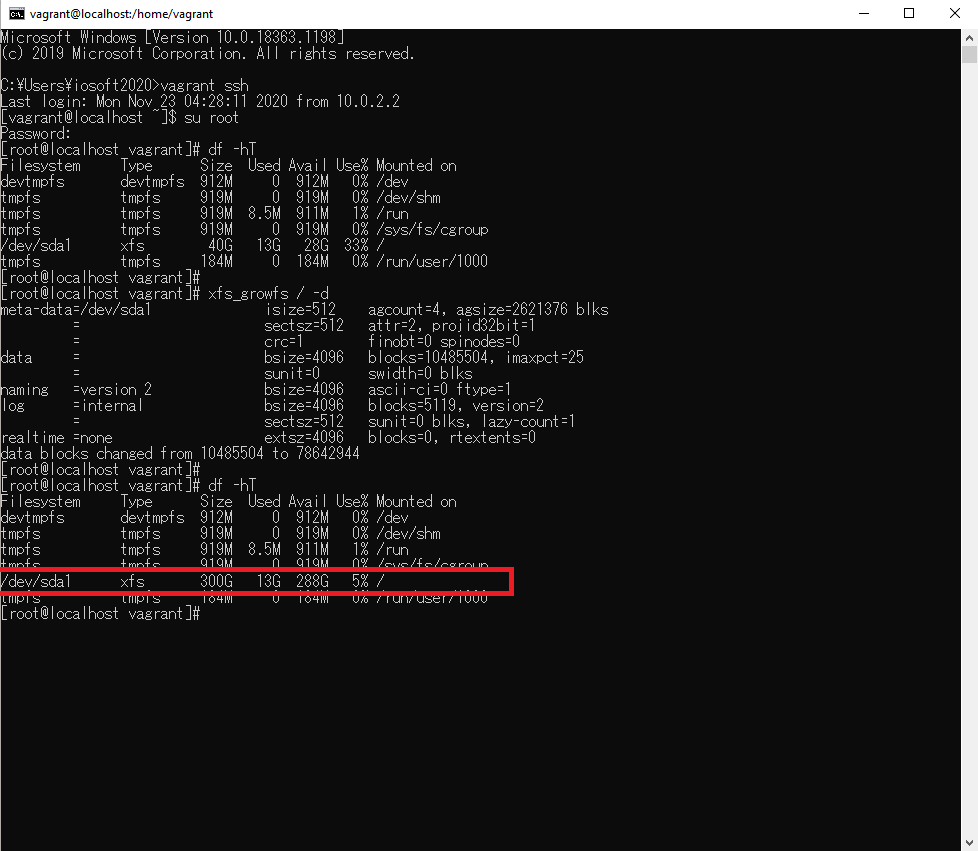 vagrant@localhost:/home/vagrant
Microsoft Windows [Version 10.0.18363.1198]
(c) 2019 Microsoft Corporation. All rights reserved.
C:¥Users¥iosoft2020>vagrant ssh
Last login: Mon Nov 23 04:28:11 2020 from 10.0.2.2
[vagrant@localhost ~]$ su root
Password:
[root@localhost vagrant]# df -hT
Filesystem     Type      Size  Used Avail Use% Mounted on
devtmpfs       devtmpfs  912M     0  912M   0% /dev
tmpfs          tmpfs     919M     0  919M   0% /dev/shm
tmpfs          tmpfs     919M  8.5M  911M   1% /run
tmpfs          tmpfs     919M     0  919M   0% /sys/fs/cgroup
/dev/sda1      xfs        40G   13G   28G  33% /
tmpfs          tmpfs     184M     0  184M   0% /run/user/1000
[root@localhost vagrant]#
[root@localhost vagrant]# xfs_growfs / -d
meta-data=/dev/sda1              isize=512    agcount=4, agsize=2621376 blks
         =                       sectsz=512   attr=2, projid32bit=1
         =                       crc=1        finobt=0 spinodes=0
data     =                       bsize=4096   blocks=10485504, imaxpct=25
         =                       sunit=0      swidth=0 blks
naming   =version 2              bsize=4096   ascii-ci=0 ftype=1
log      =internal               bsize=4096   blocks=5119, version=2
         =                       sectsz=512   sunit=0 blks, lazy-count=1
realtime =none                   extsz=4096   blocks=0, rtextents=0
data blocks changed from 10485504 to 78642944
[root@localhost vagrant]#
[root@localhost vagrant]# df -hT
Filesystem     Type      Size  Used Avail Use% Mounted on
devtmpfs       devtmpfs  912M     0  912M   0% /dev
tmpfs          tmpfs     919M     0  919M   0% /dev/shm
tmpfs          tmpfs     919M  8.5M  911M   1% /run
tmpfs          tmpfs     919M     0  919M   0% /sys/fs/cgroup
/dev/sda1      xfs       300G   13G  288G   5% /
tmpfs          tmpfs     184M     0  184M   0% /run/user/1000
[root@localhost vagrant]#